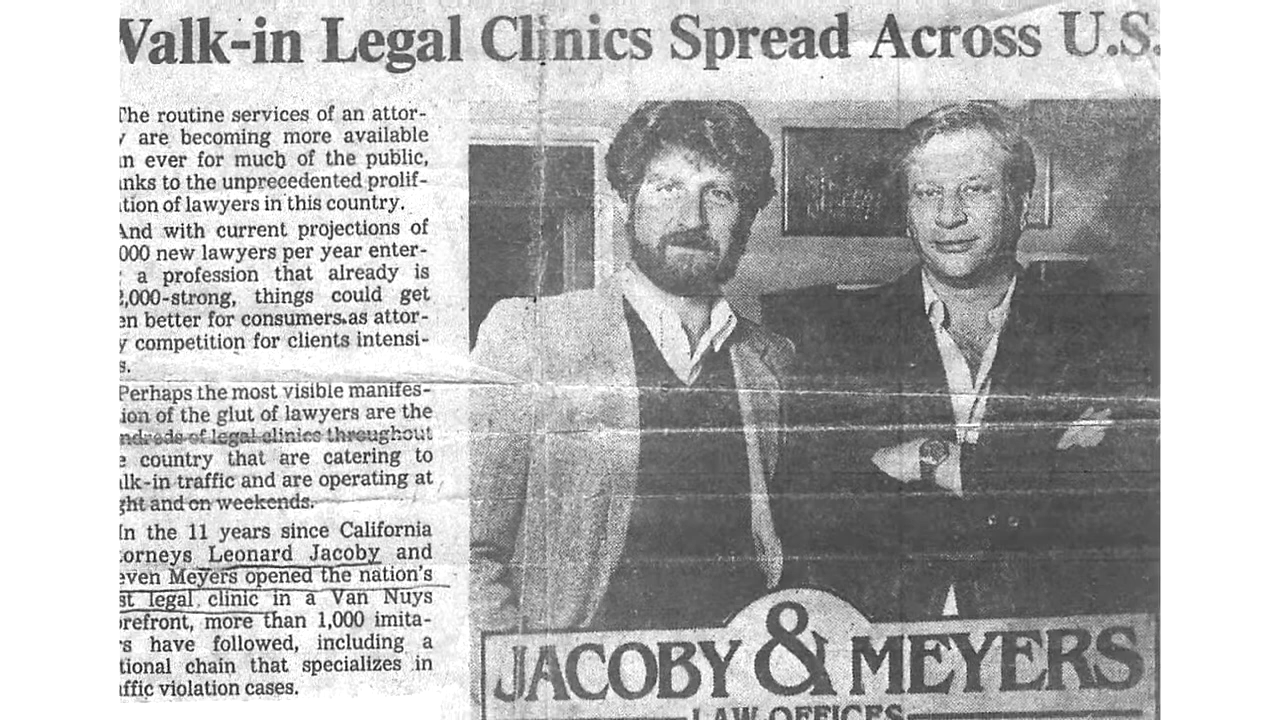 Walk-in Legal Clinics Spread Across U.S.
The routine services of an attor-
y are becoming more available
n ever for much of the public,
nks to the unprecedented prolif-
tion of lawyers in this country.
And with current projections of
000 new lawyers per year enter-
a profession that already is
2,000-strong, things could get
en better for consumers as attor-
y competition for clients intensi-
s.
Perhaps the most visible manifes-
ion of the glut of lawyers are the
ndreds of legal clinics throughout
e country that are catering to
lk-in traffic and are operating at
ght and on weekends.
In the 11 years since California
torneys Leonard Jacoby and
even Meyers opened the nation's
st legal clinic in a Van Nuys
orefront, more than 1,000 imita-
rs have followed, including a
tional chain that specializes in
affic violation cases.
JACOBY & MEYERS
LAW OFFICES